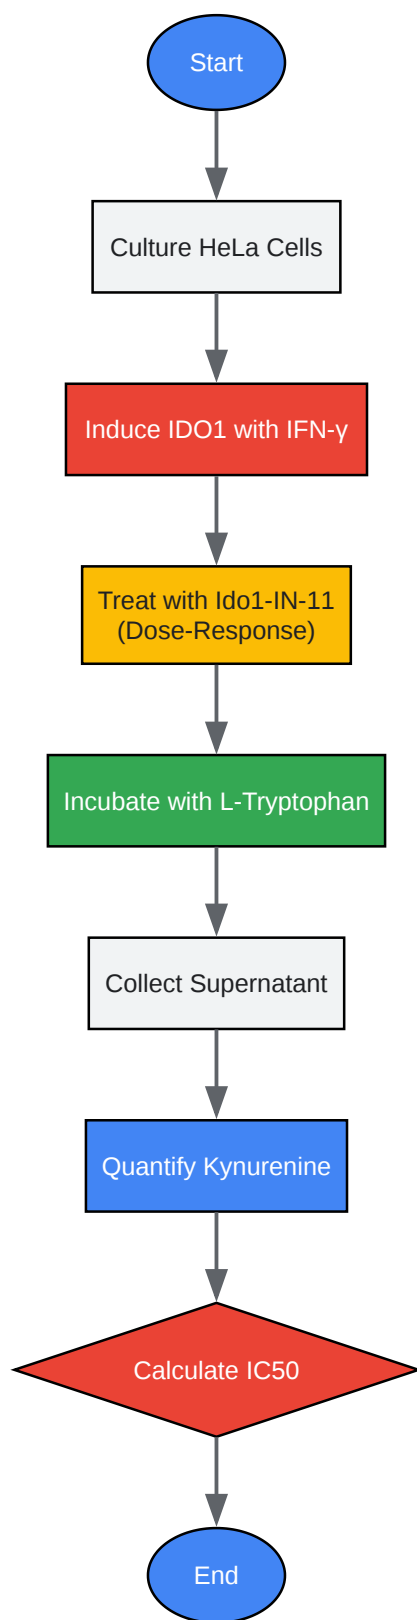 Start
Culture HeLa Cells
Induce IDO1 with IFN-γ
Treat with Ido1-IN-11
(Dose-Response)
Incubate with L-Tryptophan
Collect Supernatant
Quantify Kynurenine
Calculate IC50
End